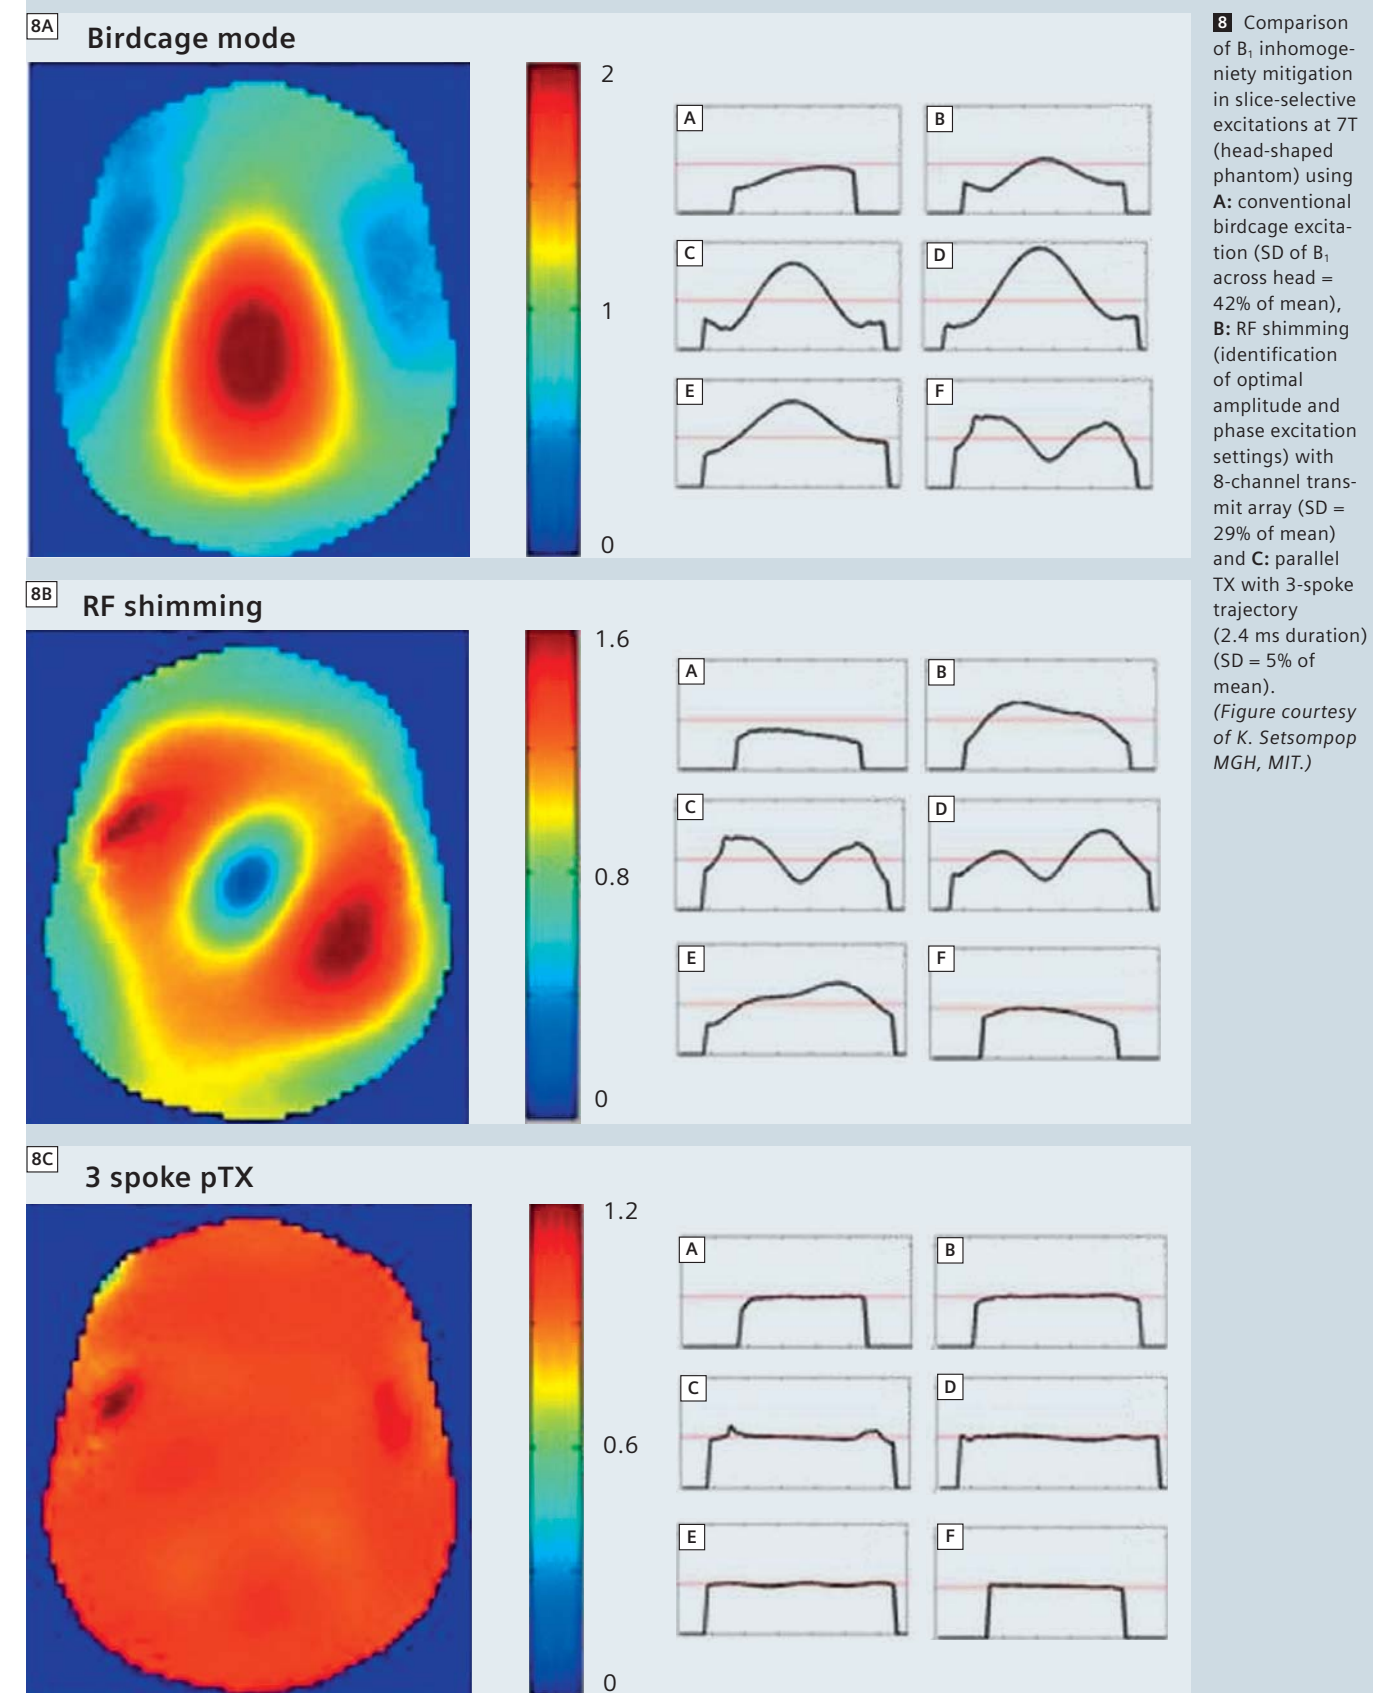 8A
Birdcage mode
2
1
0
A
B
C
D
E
F
8B
RF shimming
1.6
0.8
0
A
B
C
D
E
F
8C
3 spoke pTX
1.2
0.6
0
A
B
C
D
E
F
8 Comparison
of B₁ inhomoge-
niety mitigation
in slice-selective
excitations at 7T
(head-shaped
phantom) using
A: conventional
birdcage excita-
tion (SD of B₁
across head =
42% of mean),
B: RF shimming
(identification
of optimal
amplitude and
phase excitation
settings) with
8-channel trans-
mit array (SD =
29% of mean)
and C: parallel
TX with 3-spoke
trajectory
(2.4 ms duration)
(SD = 5% of
mean).
(Figure courtesy
of K. Setsompop
MGH, MIT.)